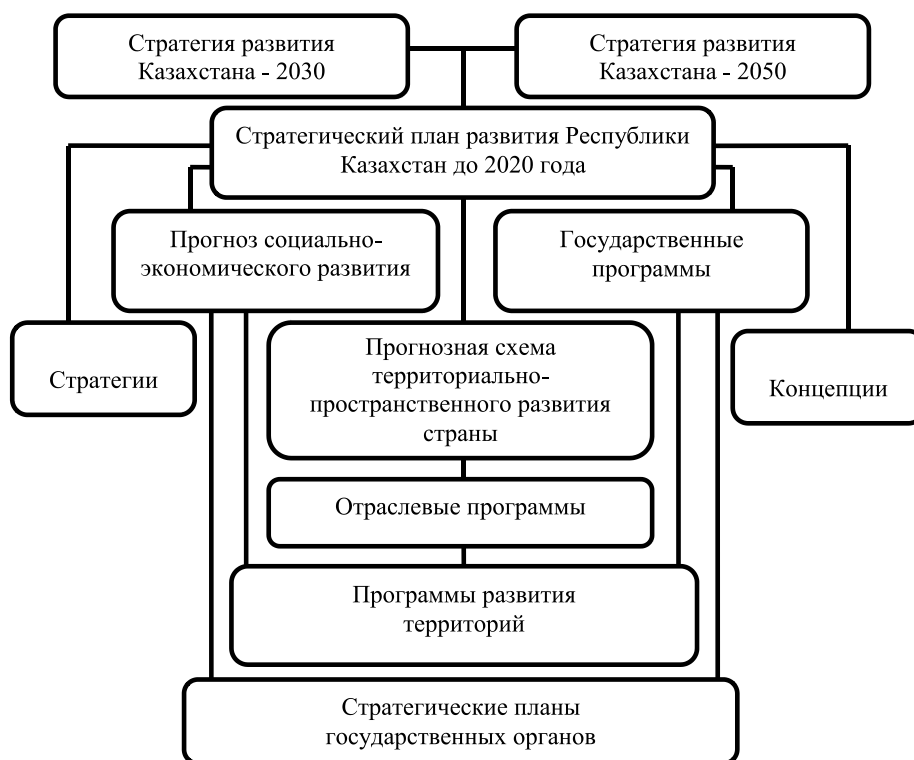 Стратегия развития
Казахстана - 2030
Стратегия развития
Казахстана - 2050
Стратегический план развития Республики
Казахстан до 2020 года
Прогноз социально-
экономического развития
Государственные
программы
Стратегии
Прогнозная схема
территориально-
пространственного развития
страны
Концепции
Отраслевые программы
Программы развития
территорий
Стратегические планы
государственных органов